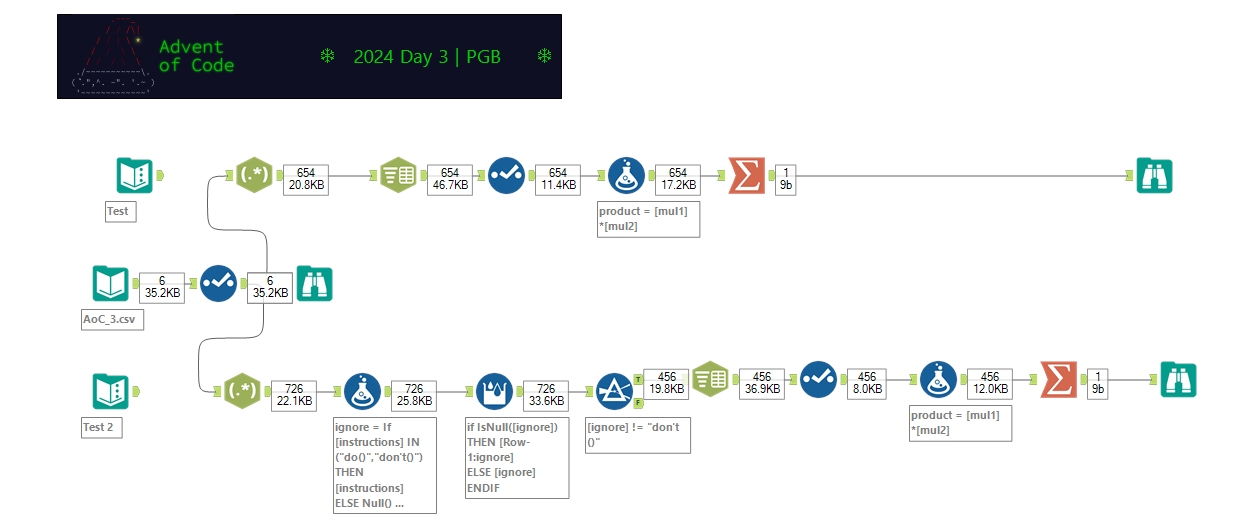 Advent
of Code
2024 Day 3 | PGB
(.*)
654
20.8KB
654
46.7KB
654
11.4KB
654
17.2KB
1
9b
Test
product = [mul1]
*[mul2]
6
35.2KB
6
35.2KB
AoC_3.csv
(.*)
726
22.1KB
726
25.8KB
726
33.6KB
T
F
456
19.8KB
456
36.9KB
456
8.0KB
456
12.0KB
1
9b
Test 2
ignore = If
[instructions] IN
("do()","don't()")
THEN
[instructions]
ELSE Null() ...
if IsNull([ignore])
THEN [Row-
1:ignore]
ELSE [ignore]
ENDIF
[ignore] != "don't
()"
product = [mul1]
*[mul2]